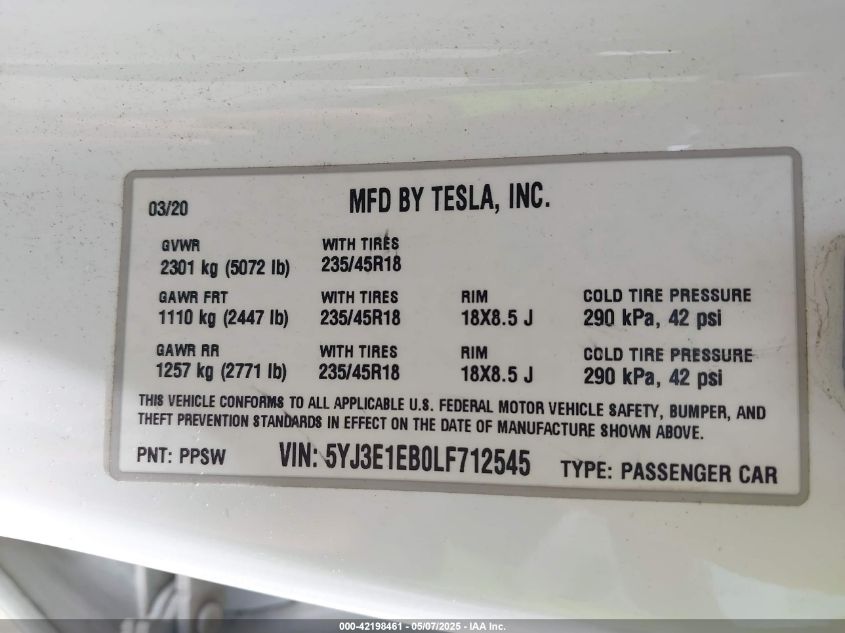 03/20 MFD BY TESLA, INC.
GVWR WITH TIRES
2301 kg (5072 lb) 235/45R18
GAWR FRT WITH TIRES RIM COLD TIRE PRESSURE
1110 kg (2447 lb) 235/45R18 18X8.5 J 290 kPa, 42 psi
GAWR RR WITH TIRES RIM COLD TIRE PRESSURE
1257 kg (2771 lb) 235/45R18 18X8.5 J 290 kPa, 42 psi
THIS VEHICLE CONFORMS TO ALL APPLICABLE U.S. FEDERAL MOTOR VEHICLE SAFETY, BUMPER, AND
THEFT PREVENTION STANDARDS IN EFFECT ON THE DATE OF MANUFACTURE SHOWN ABOVE.
PNT: PPSW VIN: 5YJ3E1EB0LF712545 TYPE: PASSENGER CAR
000-42198461 - 05/07/2025 - IAA Inc.